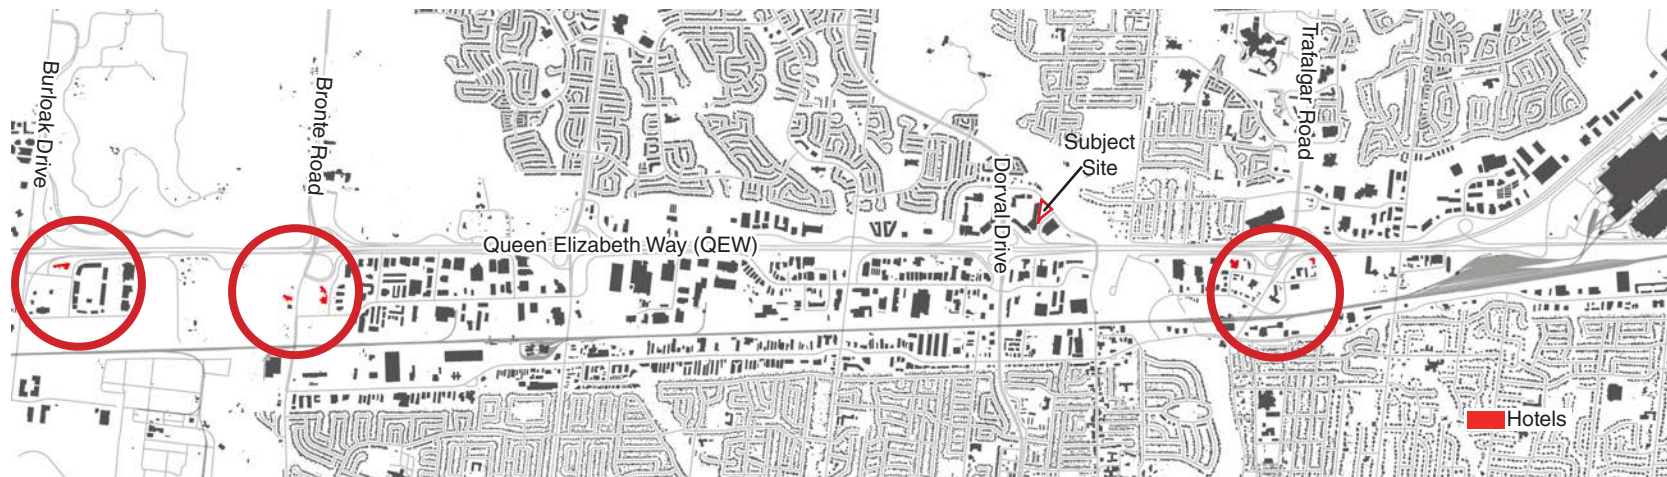 Burloak Drive
Bronte Road
Queen Elizabeth Way (QEW)
Dorval Drive
Subject
Site
Trafalgar Road
Hotels